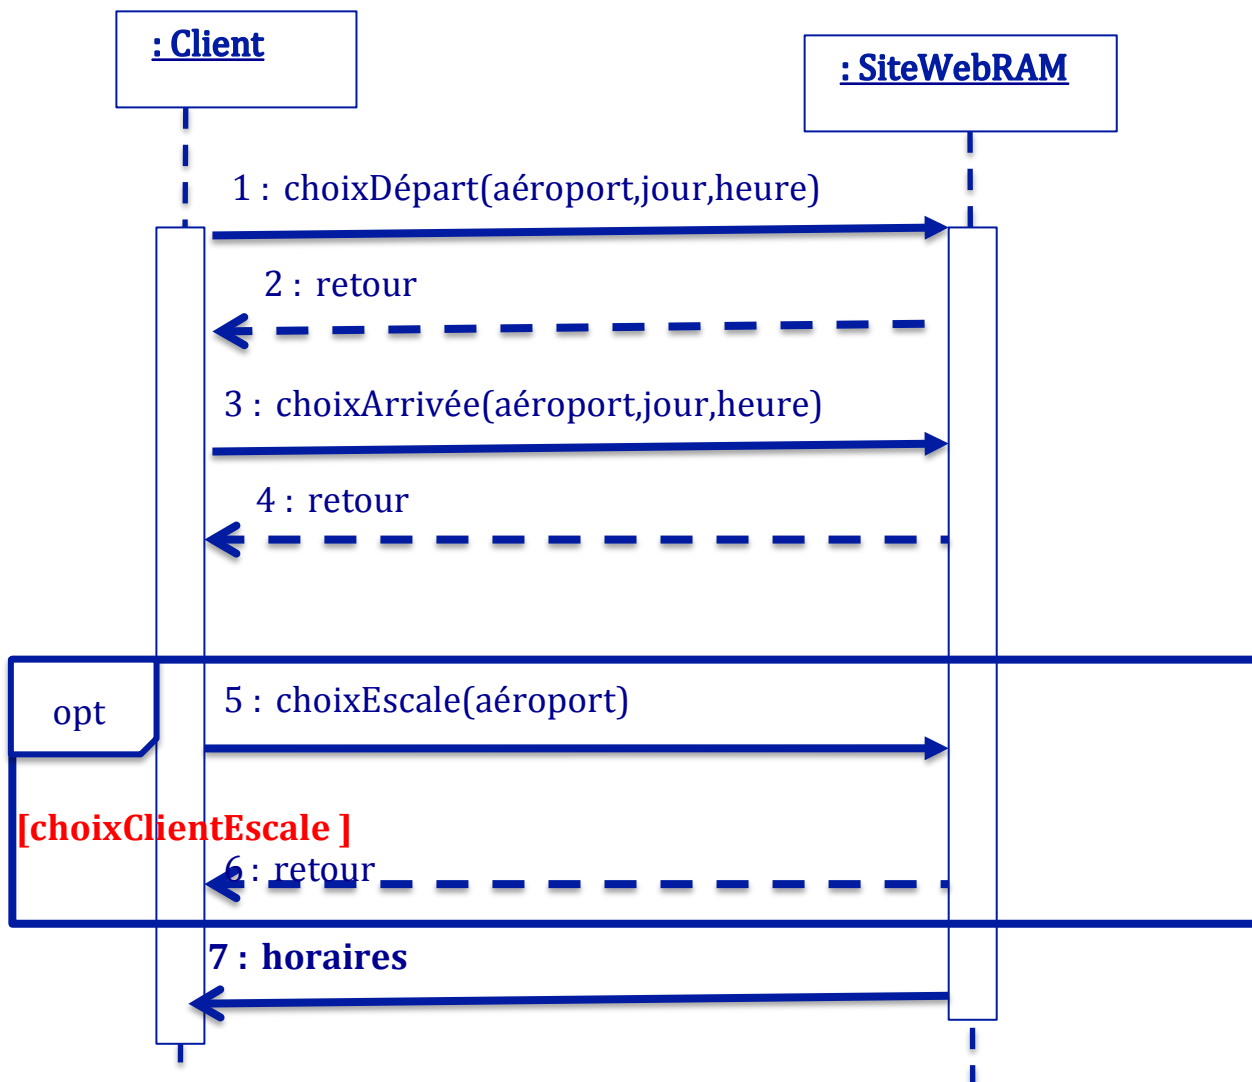 : Client
: SiteWebRAM
1 : choixDépart(aéroport,jour,heure)
2 : retour
3 : choixArrivée(aéroport,jour,heure)
4 : retour
opt
5 : choixEscale(aéroport)
[choixClientEscale ]
6 : retour
7 : horaires